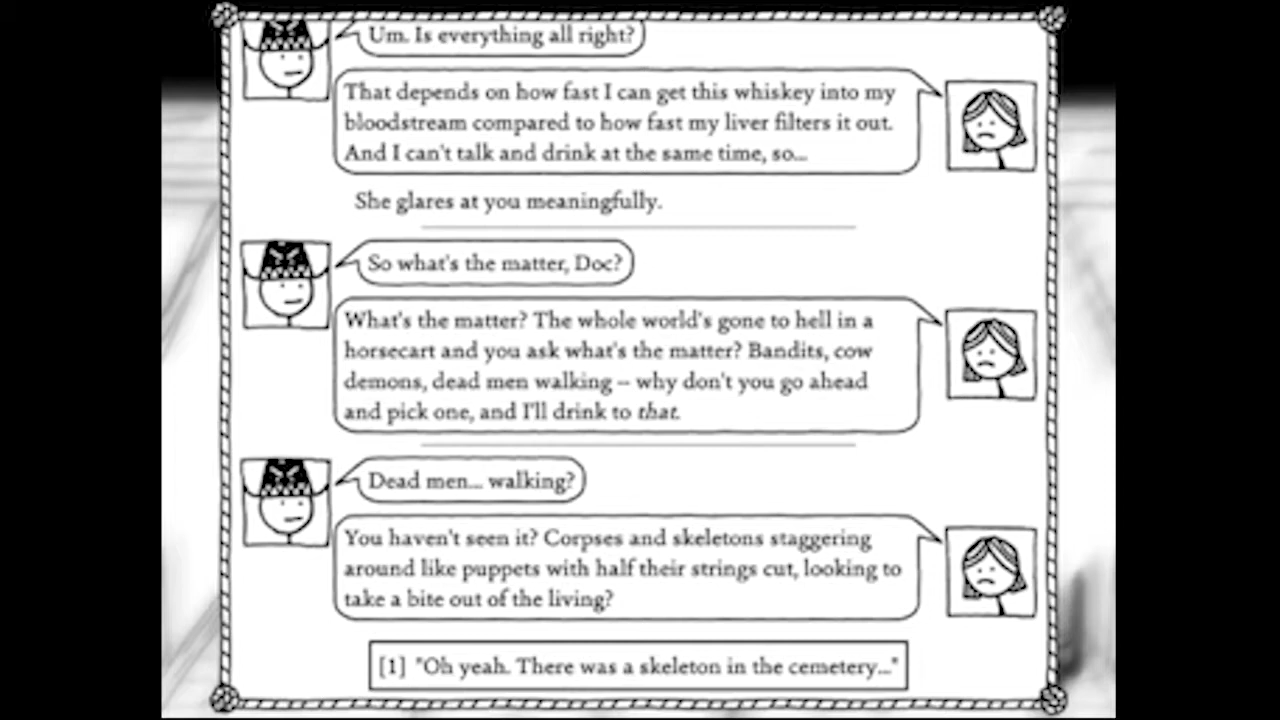 Um. Is everything all right?
That depends on how fast I can get this whiskey into my
bloodstream compared to how fast my liver filters it out.
And I can't talk and drink at the same time, so...
She glares at you meaningfully.
So what's the matter, Doc?
What's the matter? The whole world's gone to hell in a
horsecart and you ask what's the matter? Bandits, cow
demons, dead men walking – why don't you go ahead
and pick one, and I'll drink to that.
Dead men... walking?
You haven't seen it? Corpses and skeletons staggering
around like puppets with half their strings cut, looking to
take a bite out of the living?
[1] "Oh yeah. There was a skeleton in the cemetery..."